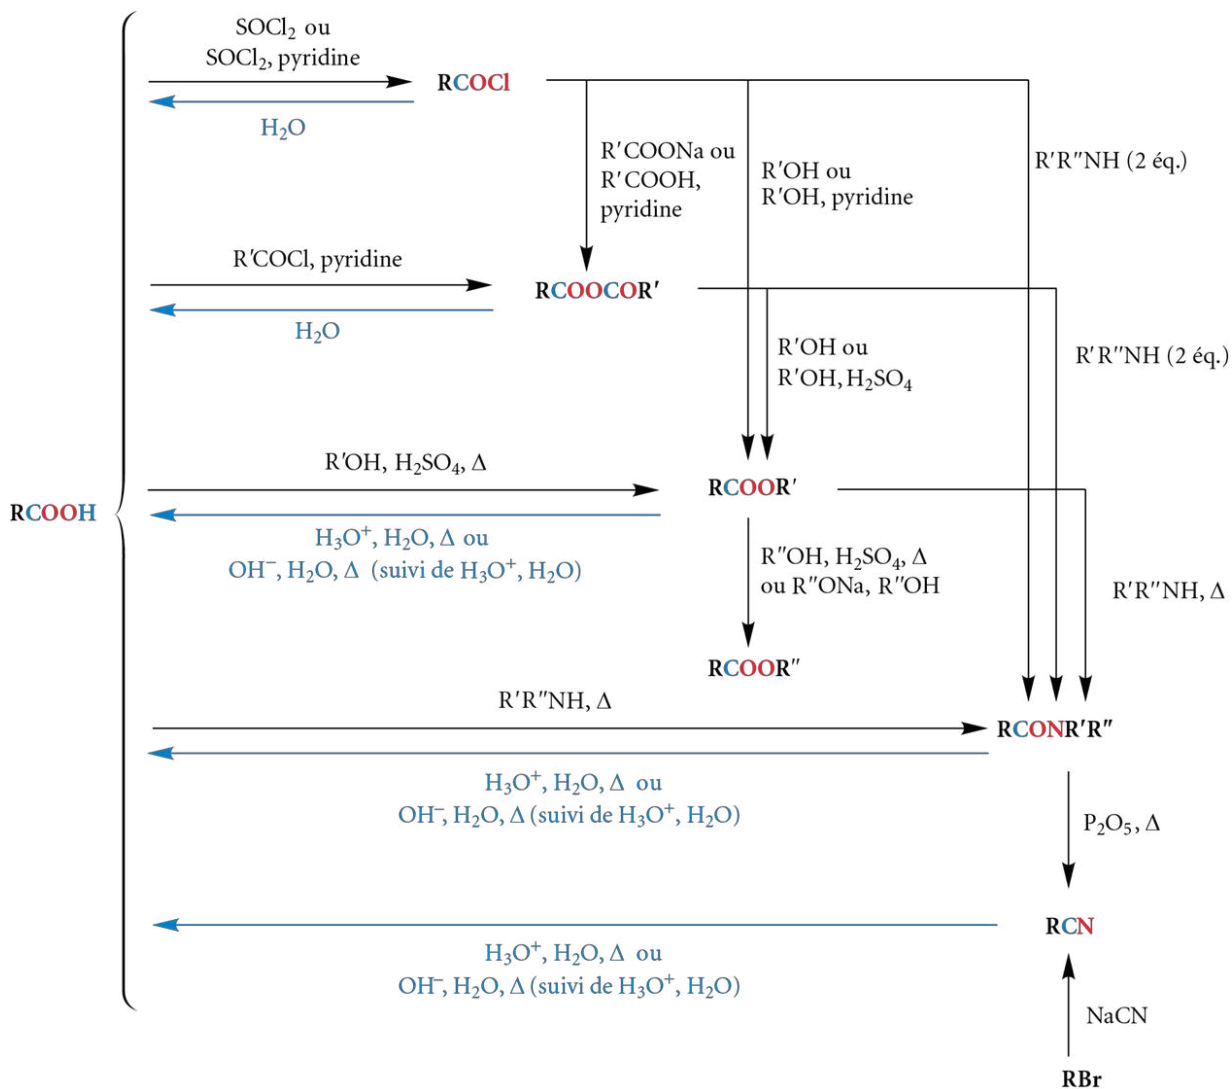 SOCl₂ ou
SOCl₂, pyridine
RCOCl
H₂O
R′COONa ou
R′COOH,
pyridine
R′OH ou
R′OH, pyridine
R′R″NH (2 éq.)
R′COCl, pyridine
RCOOCOR′
H₂O
R′OH ou
R′OH, H₂SO₄
R′R″NH (2 éq.)
R′OH, H₂SO₄, Δ
RCOOR′
RCOOH
H₃O⁺, H₂O, Δ ou
OH⁻, H₂O, Δ (suivi de H₃O⁺, H₂O)
R″OH, H₂SO₄, Δ
ou R″ONa, R″OH
R′R″NH, Δ
RCOOR″
R′R″NH, Δ
RCONR′R″
H₃O⁺, H₂O, Δ ou
OH⁻, H₂O, Δ (suivi de H₃O⁺, H₂O)
P₂O₅, Δ
RCN
H₃O⁺, H₂O, Δ ou
OH⁻, H₂O, Δ (suivi de H₃O⁺, H₂O)
NaCN
RBr